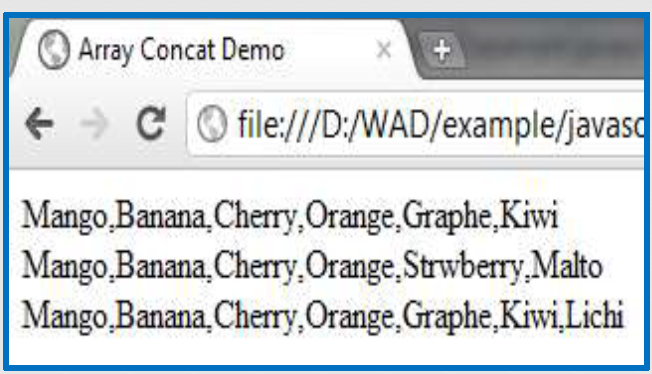 Array Concat Demo
file:///D:/WAD/example/javasc
Mango,Banana,Cherry,Orange,Graphe,Kiwi
Mango,Banana,Cherry,Orange,Strwberry,Malto
Mango,Banana,Cherry,Orange,Graphe,Kiwi,Lichi